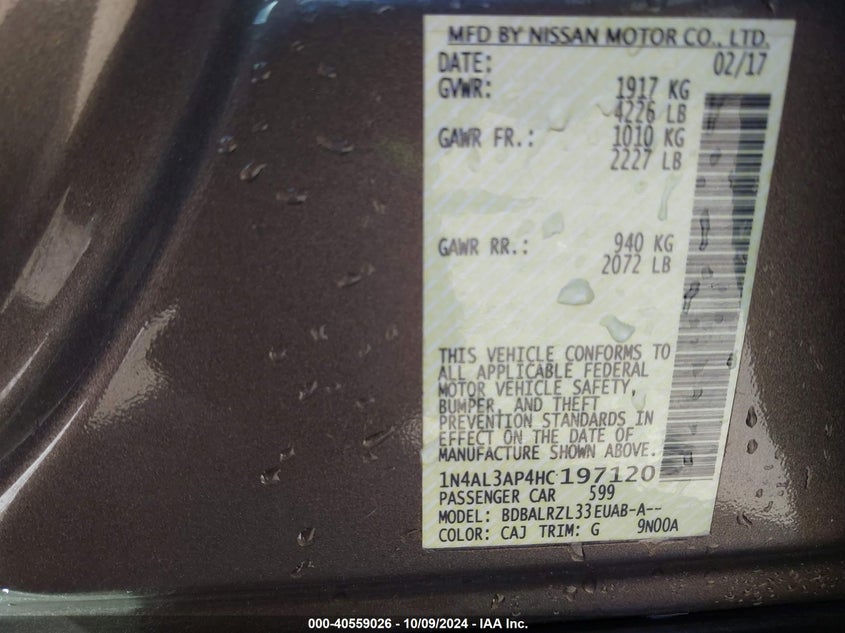 MFD BY NISSAN MOTOR CO., LTD.
DATE: 02/17
GVWR: 1917 KG
4226 LB
GAWR FR.: 1010 KG
2227 LB
GAWR RR.: 940 KG
2072 LB
THIS VEHICLE CONFORMS TO
ALL APPLICABLE FEDERAL
MOTOR VEHICLE SAFETY,
BUMPER, AND THEFT
PREVENTION STANDARDS IN
EFFECT ON THE DATE OF
MANUFACTURE SHOWN ABOVE.
1N4AL3AP4HC197120
PASSENGER CAR 599
MODEL: BDBALRZL33EUAB-A--
COLOR: CAJ TRIM: G 9N00A
000-40559026 - 10/09/2024 - IAA Inc.